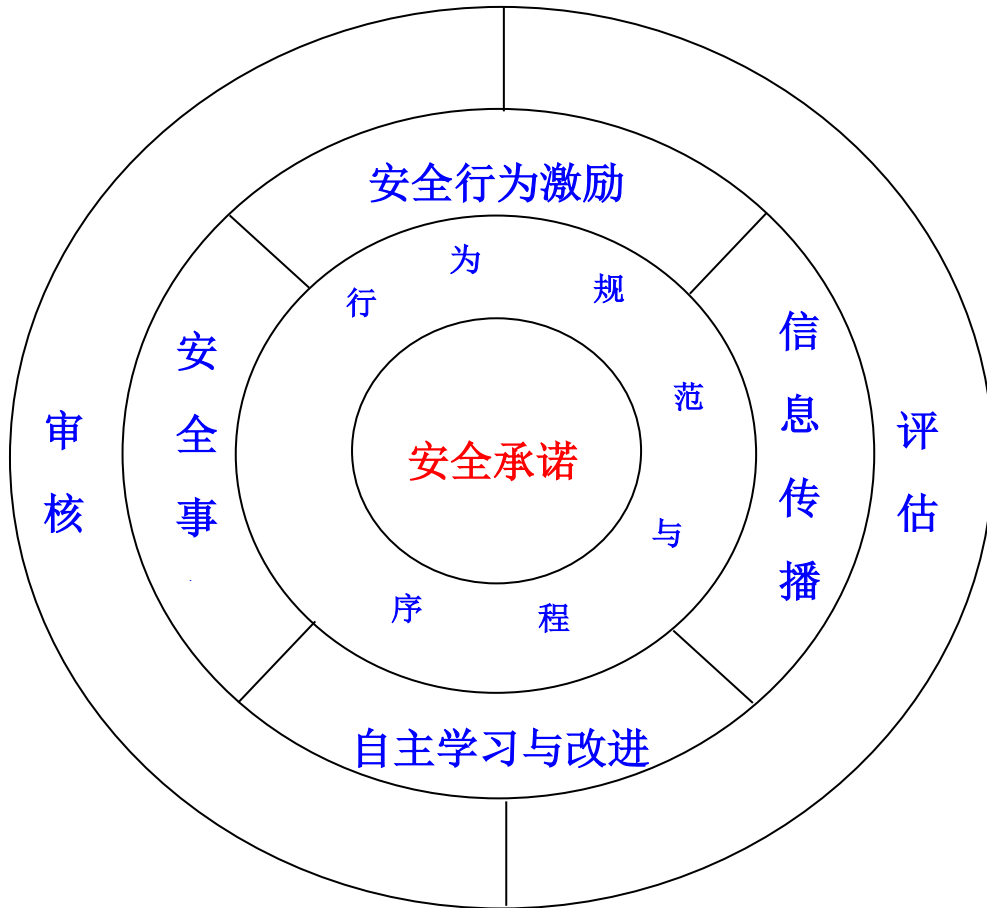 安全行为激励
行为规范与程序
安全承诺
安全事
信息传播
审核
评估
自主学习与改进